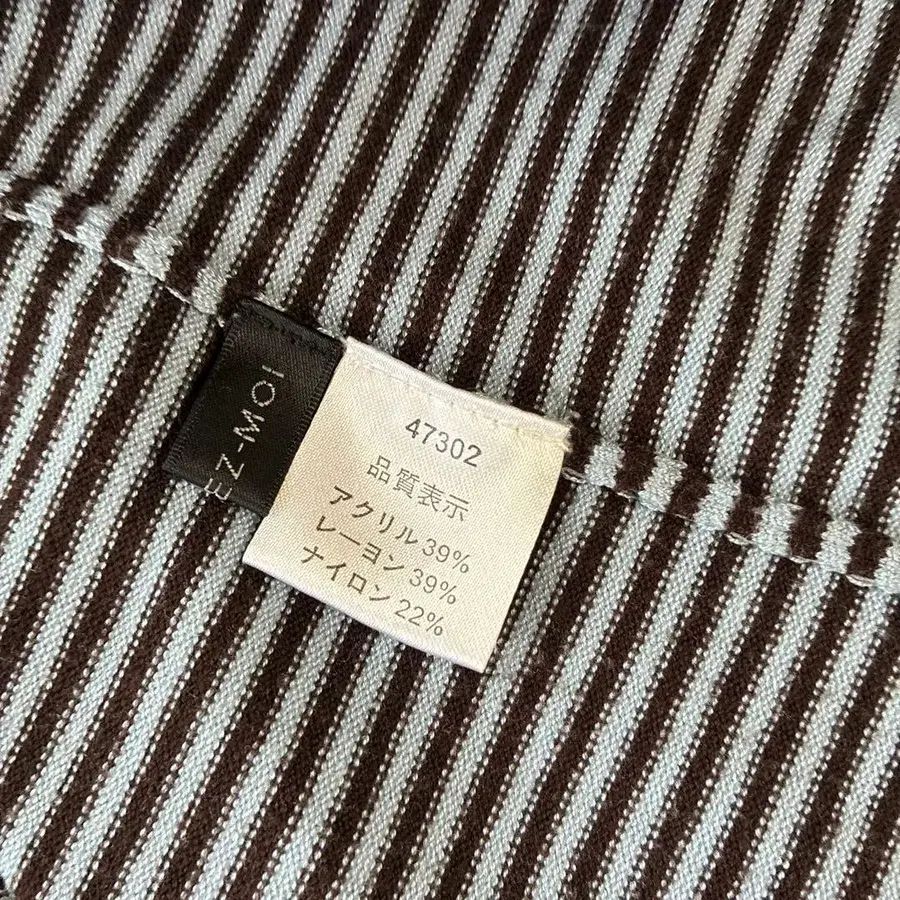 EZ-MOI
47302
品質表示
アクリル 39%
レーヨン 39%
ナイロン 22%